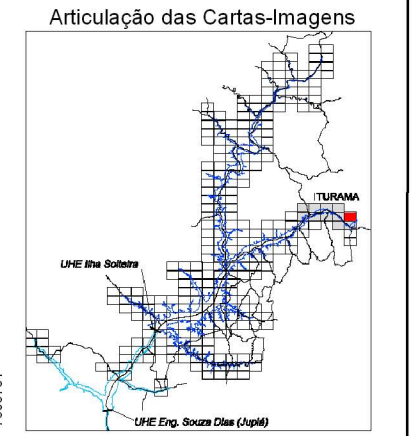 Articulação das Cartas-Imagens
ITURAMA
UHE Ilha Solteira
UHE Eng. Souza Dias (Jupiá)